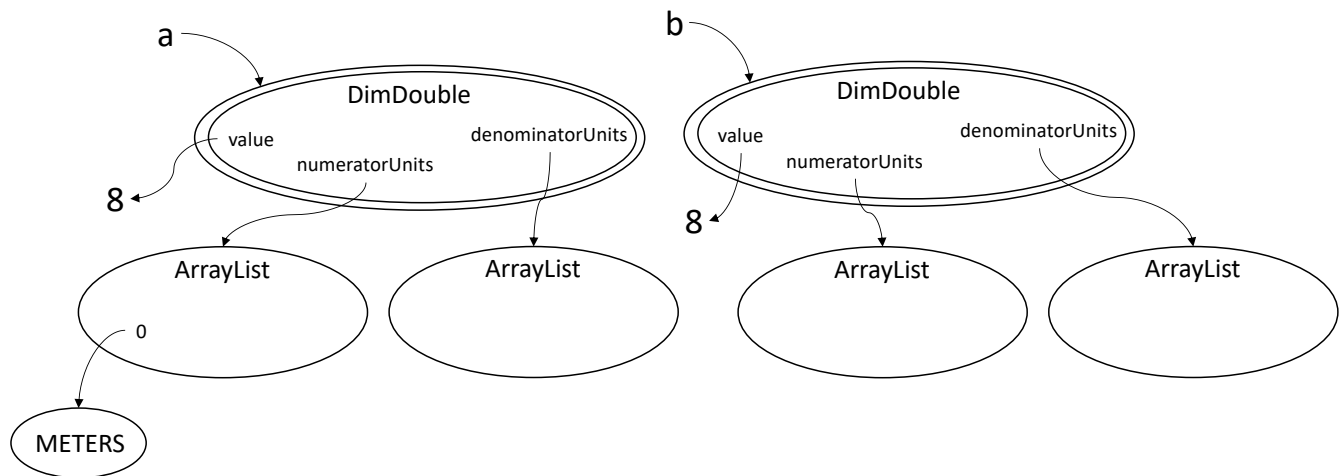 a
DimDouble
value
numeratorUnits
denominatorUnits
8
ArrayList
0
METERS
ArrayList
b
DimDouble
value
numeratorUnits
denominatorUnits
8
ArrayList
ArrayList